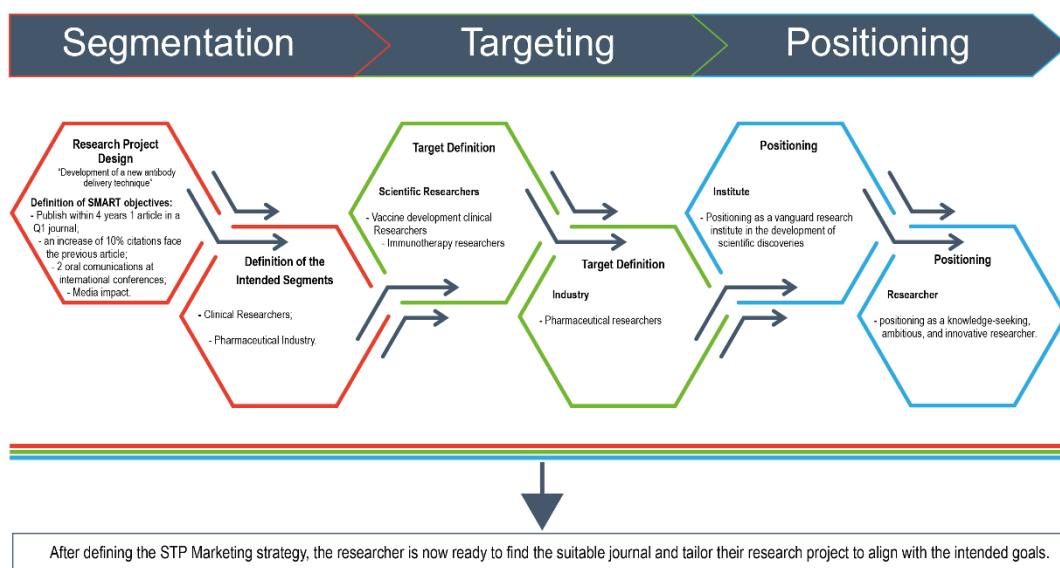 Segmentation
Targeting
Positioning
Research Project
Design
"Development of a new antibody
delivery technique"
Definition of SMART objectives:
- Publish within 4 years 1 article in a
Q1 journal;
- an increase of 10% citations face
the previous article;
- 2 oral comunications at
international conferences;
- Media impact.
Definition of the
Intended Segments
- Clinical Researchers;
- Pharmaceutical Industry.
Target Definition
Scientific Researchers
- Vaccine development clinical
Researchers
- Immunotherapy researchers
Target Definition
Industry
- Pharmaceutical researchers
Positioning
Institute
- Positioning as a vanguard research
institute in the development of
scientific discoveries
Positioning
Researcher
- positioning as a knowledge-seeking,
ambitious, and innovative researcher.
After defining the STP Marketing strategy, the researcher is now ready to find the suitable journal and tailor their research project to align with the intended goals.